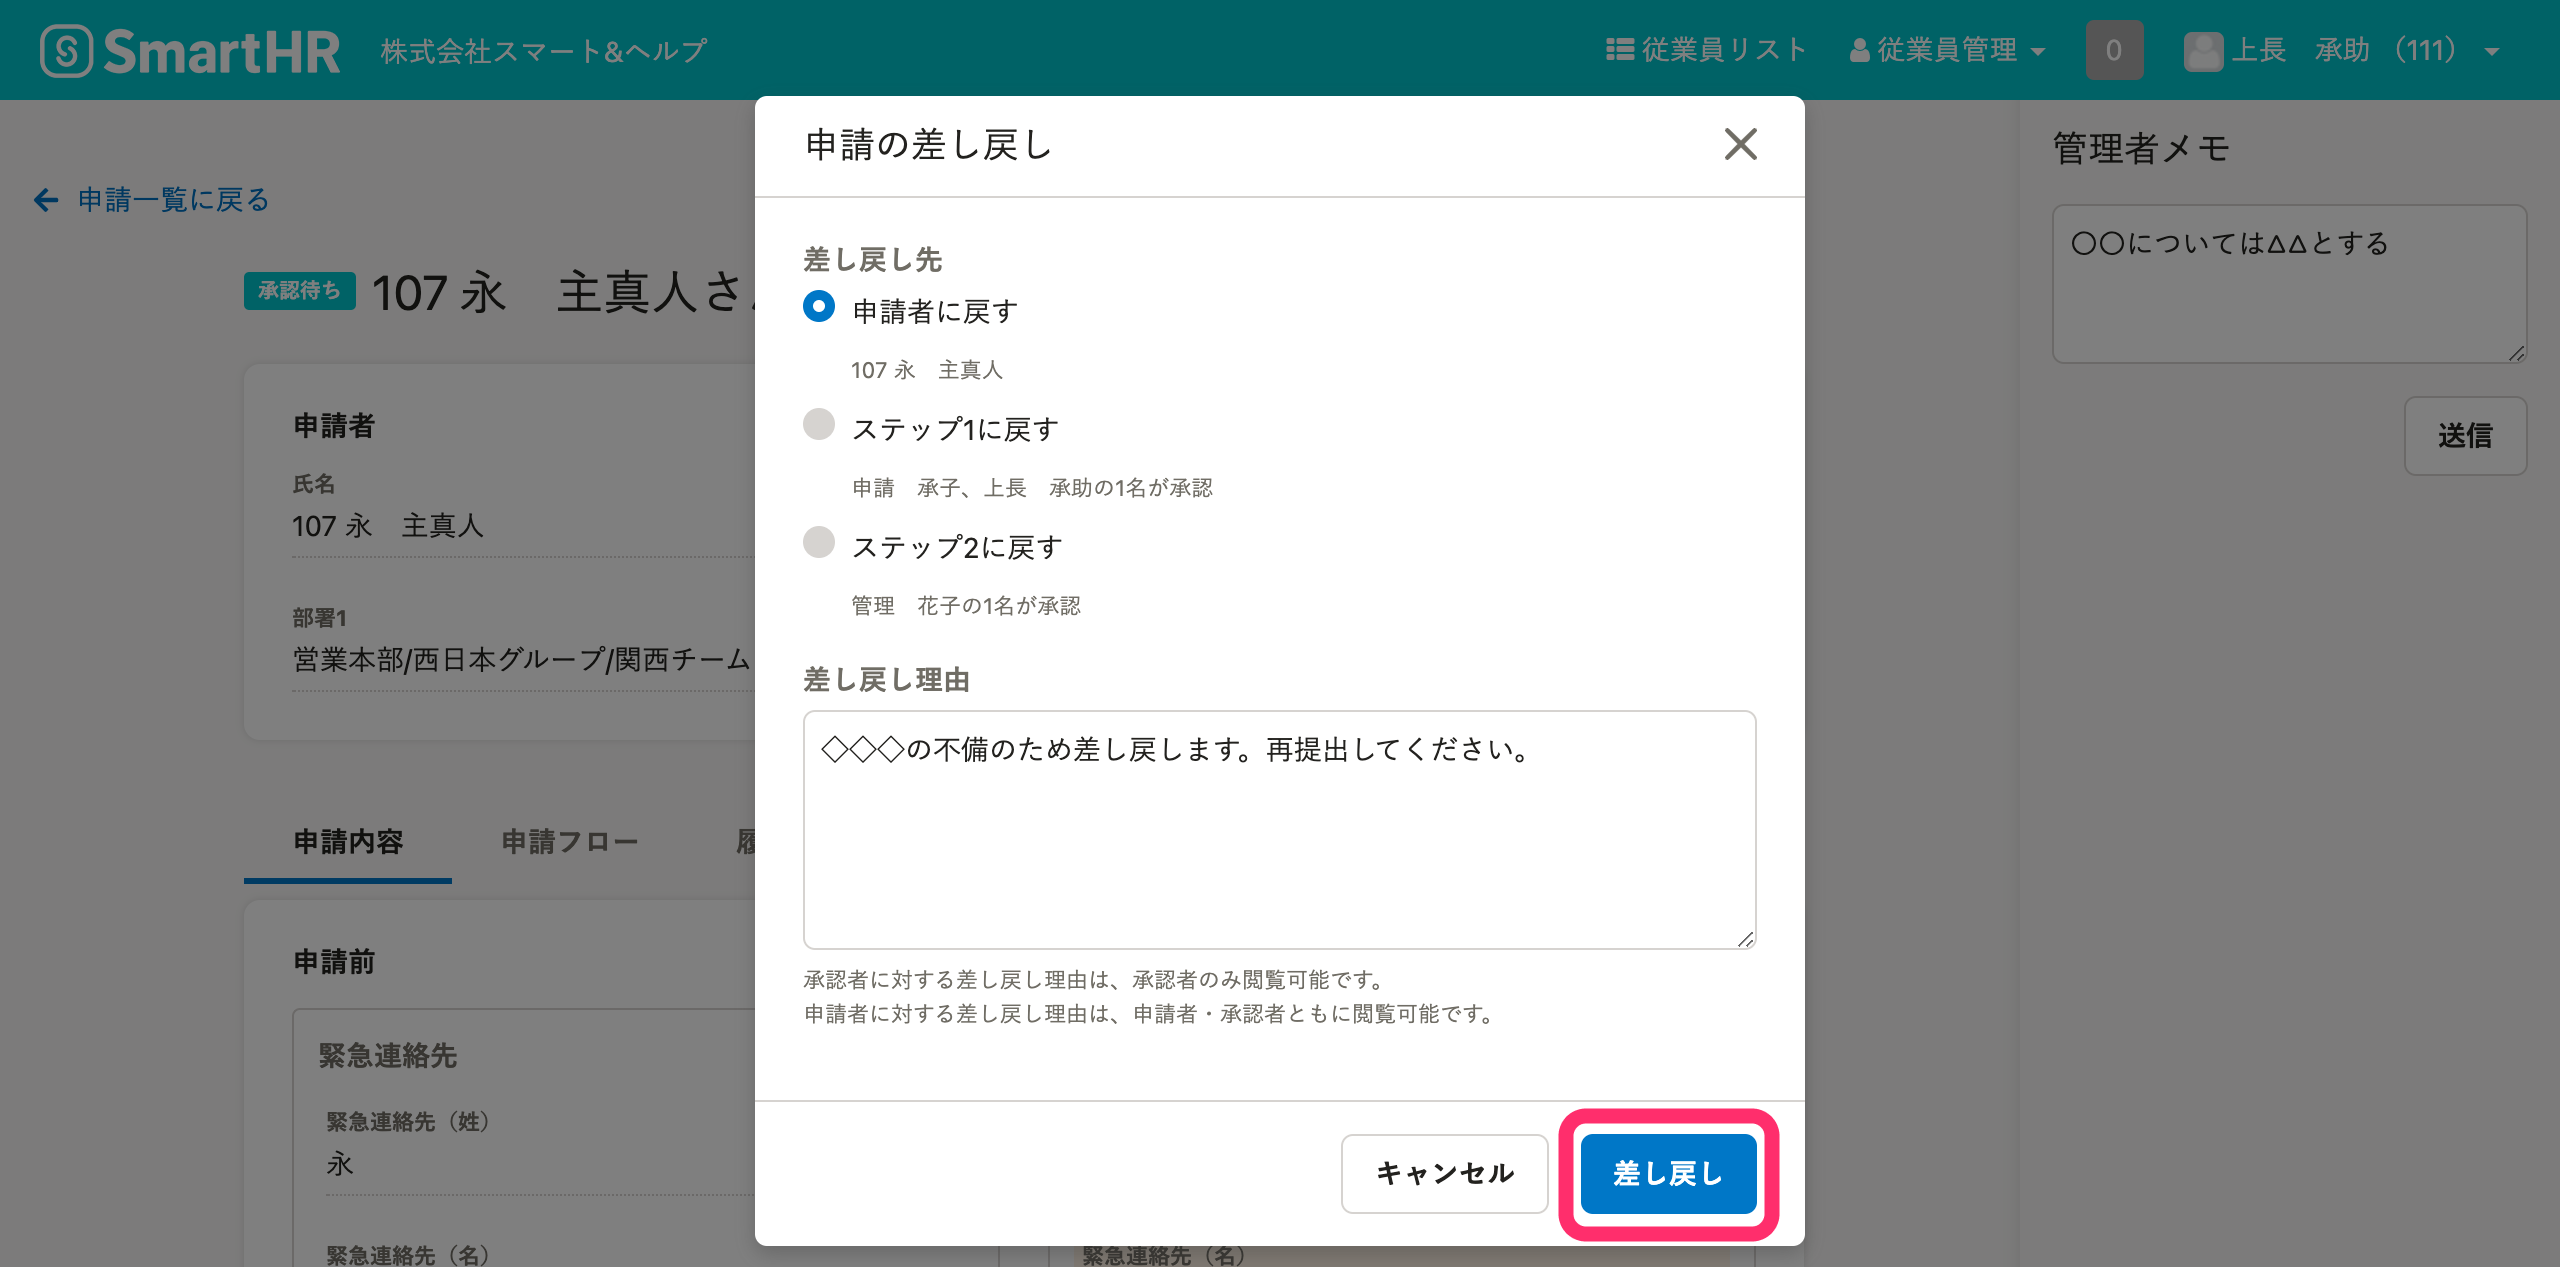 SmartHR 株式会社スマート&ヘルプ 従業員リスト 従業員管理 0 上長　承助（111）
申請一覧に戻る
承認待ち 107 永　主真人さ
申請者
氏名
107 永　主真人
部署1
営業本部/西日本グループ/関西チーム
申請内容 申請フロー
申請前
緊急連絡先
緊急連絡先（姓）
永
緊急連絡先（名）
緊急連絡先（名）
申請の差し戻し
差し戻し先
申請者に戻す
107 永　主真人
ステップ1に戻す
申請　承子、上長　承助の1名が承認
ステップ2に戻す
管理　花子の1名が承認
差し戻し理由
◇◇◇の不備のため差し戻します。再提出してください。
承認者に対する差し戻し理由は、承認者のみ閲覧可能です。
申請者に対する差し戻し理由は、申請者・承認者ともに閲覧可能です。
キャンセル 差し戻し
管理者メモ
〇〇については△△とする
送信